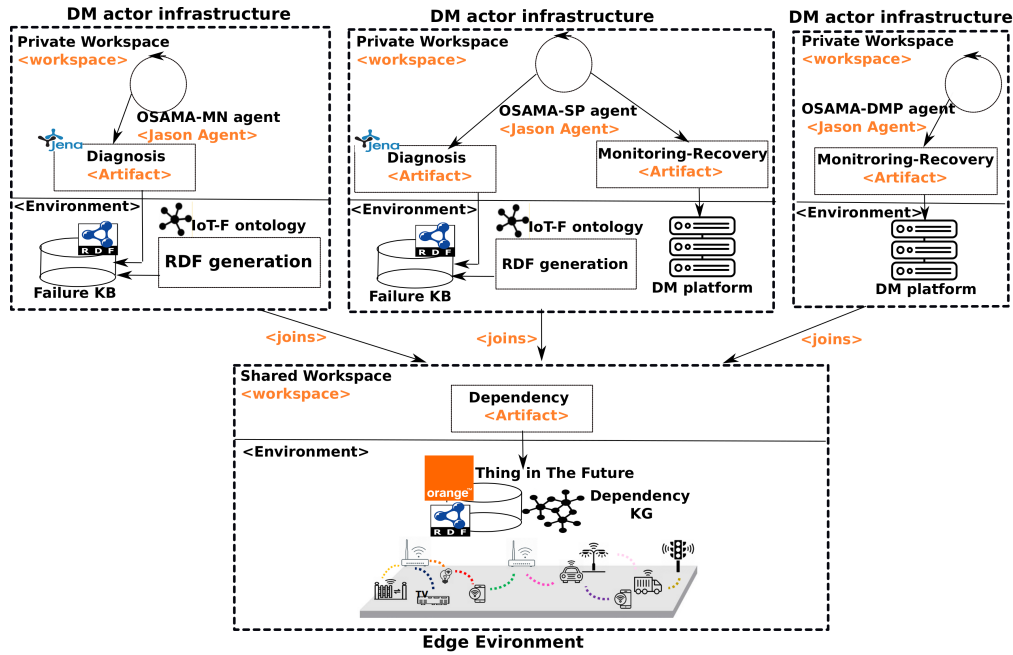 DM actor infrastructure
Private Workspace
<workspace>
OSAMA-MN agent
<Jason Agent>
Jena
Diagnosis
<Artifact>
<Environment>
IoT-F ontology
RDF
RDF generation
Failure KB
DM actor infrastructure
Private Workspace
<workspace>
OSAMA-SP agent
<Jason Agent>
Jena
Diagnosis
<Artifact>
Monitoring-Recovery
<Artifact>
<Environment>
IoT-F ontology
RDF
RDF generation
Failure KB
DM platform
DM actor infrastructure
Private Workspace
<workspace>
OSAMA-DMP agent
<Jason Agent>
Monitroring-Recovery
<Artifact>
<Environment>
DM platform
<joins>
<joins>
<joins>
Shared Workspace
<workspace>
Dependency
<Artifact>
<Environment>
Thing in The Future
orange™
Dependency
KG
RDF
TV
Edge Evironment